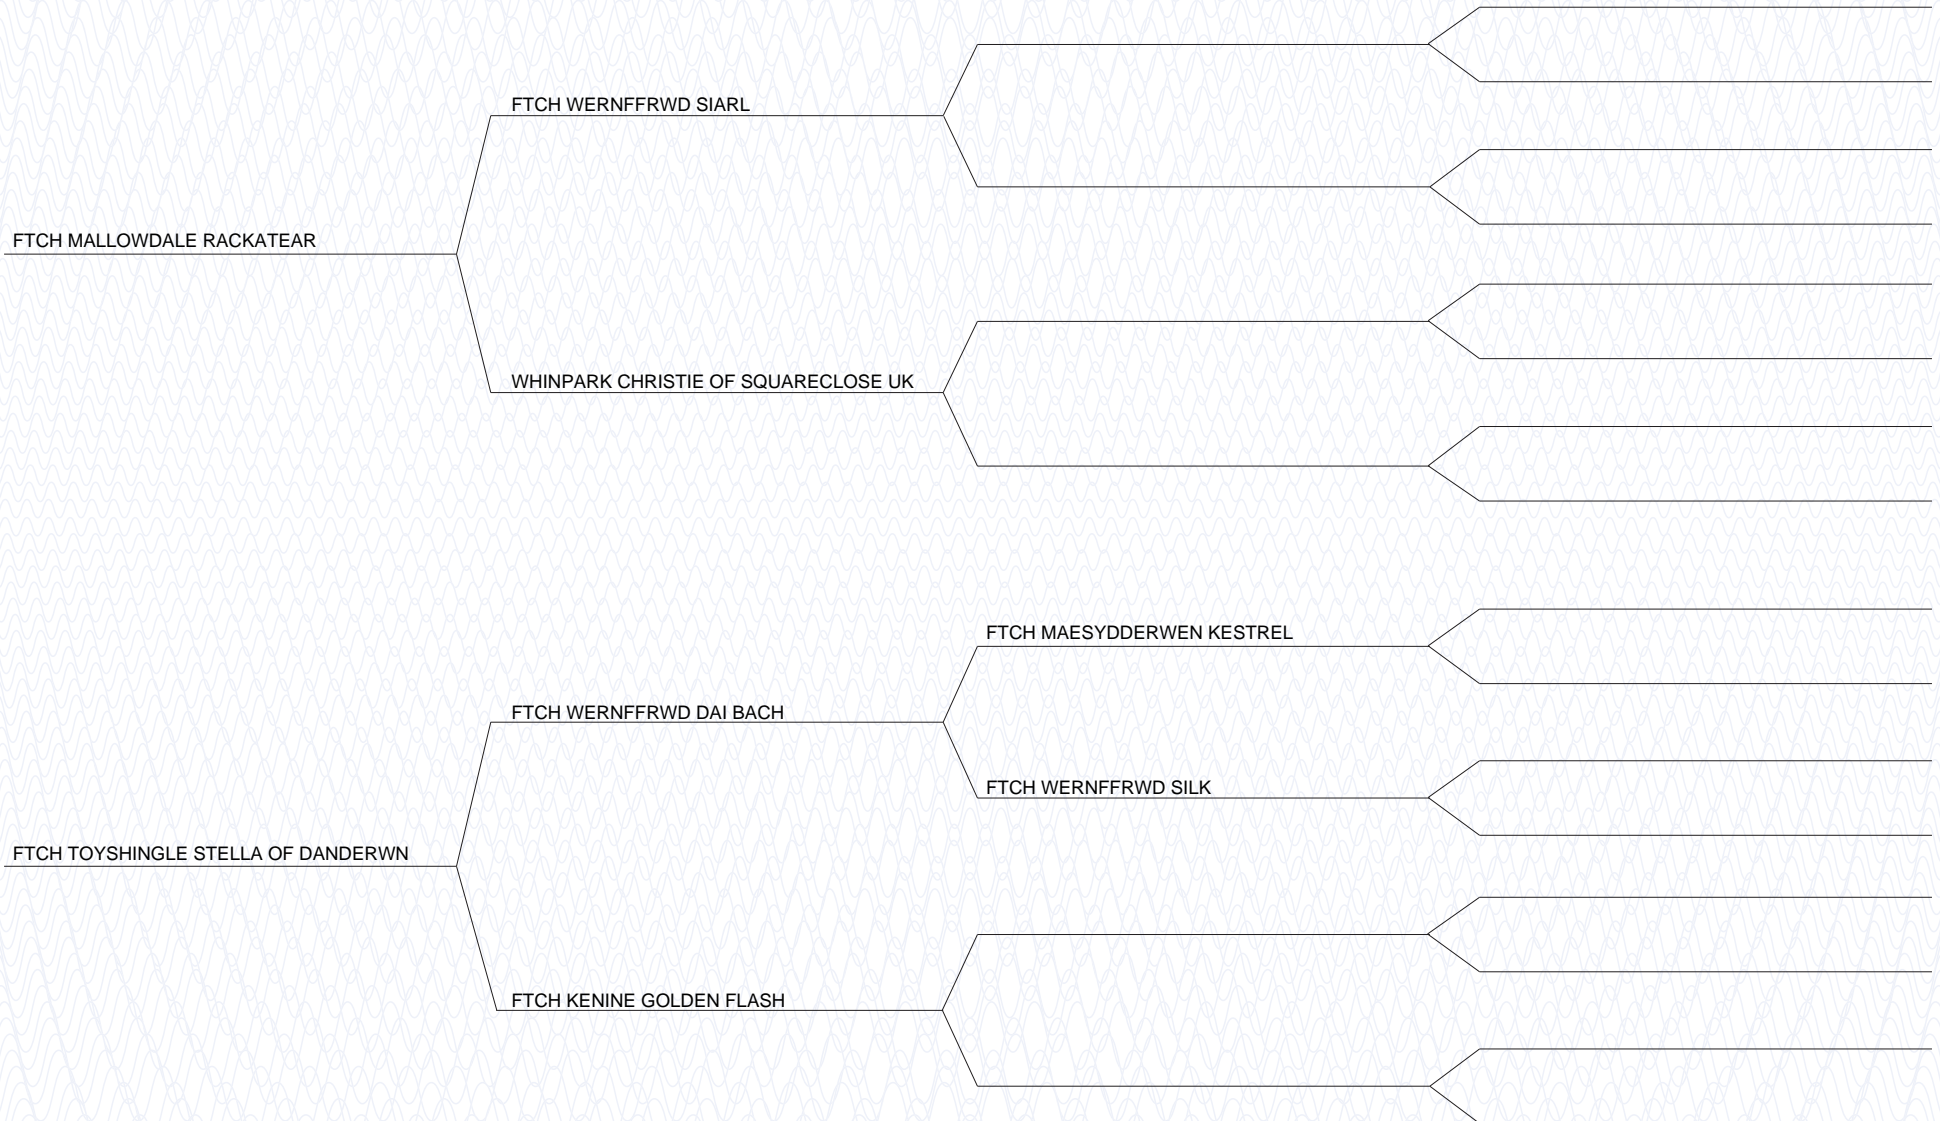 FTCH WERNFFRWD SIARL
FTCH MALLOWDALE RACKATEAR
WHINPARK CHRISTIE OF SQUARECLOSE UK
FTCH MAESYDDERWEN KESTREL
FTCH WERNFFRWD DAI BACH
FTCH WERNFFRWD SILK
FTCH TOYSHINGLE STELLA OF DANDERWN
FTCH KENINE GOLDEN FLASH